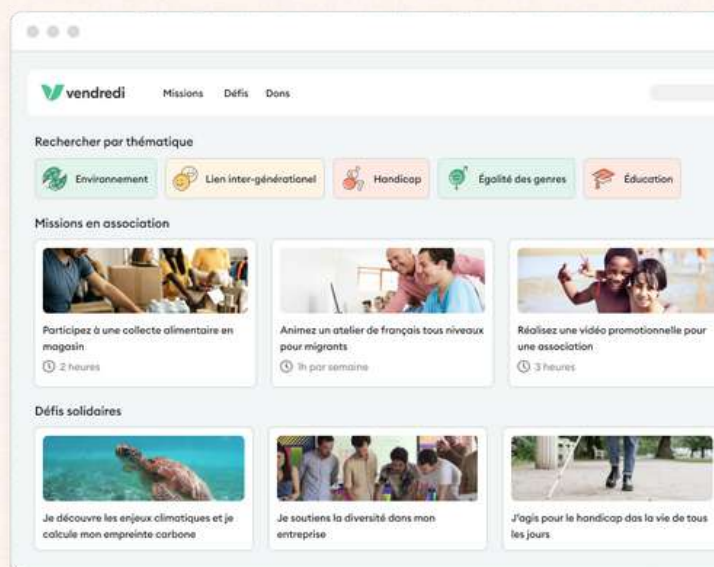 vendredi
Missions Défis Dons
Rechercher par thématique
Environnement
Lien inter-générationel
Handicap
Égalité des genres
Éducation
Missions en association
Participez à une collecte alimentaire en
magasin
2 heures
Animez un atelier de français tous niveaux
pour migrants
1h par semaine
Réalisez une vidéo promotionnelle pour
une association
3 heures
Défis solidaires
Je découvre les enjeux climatiques et je
calcule mon empreinte carbone
Je soutiens la diversité dans mon
entreprise
J'agis pour le handicap das la vie de tous
les jours